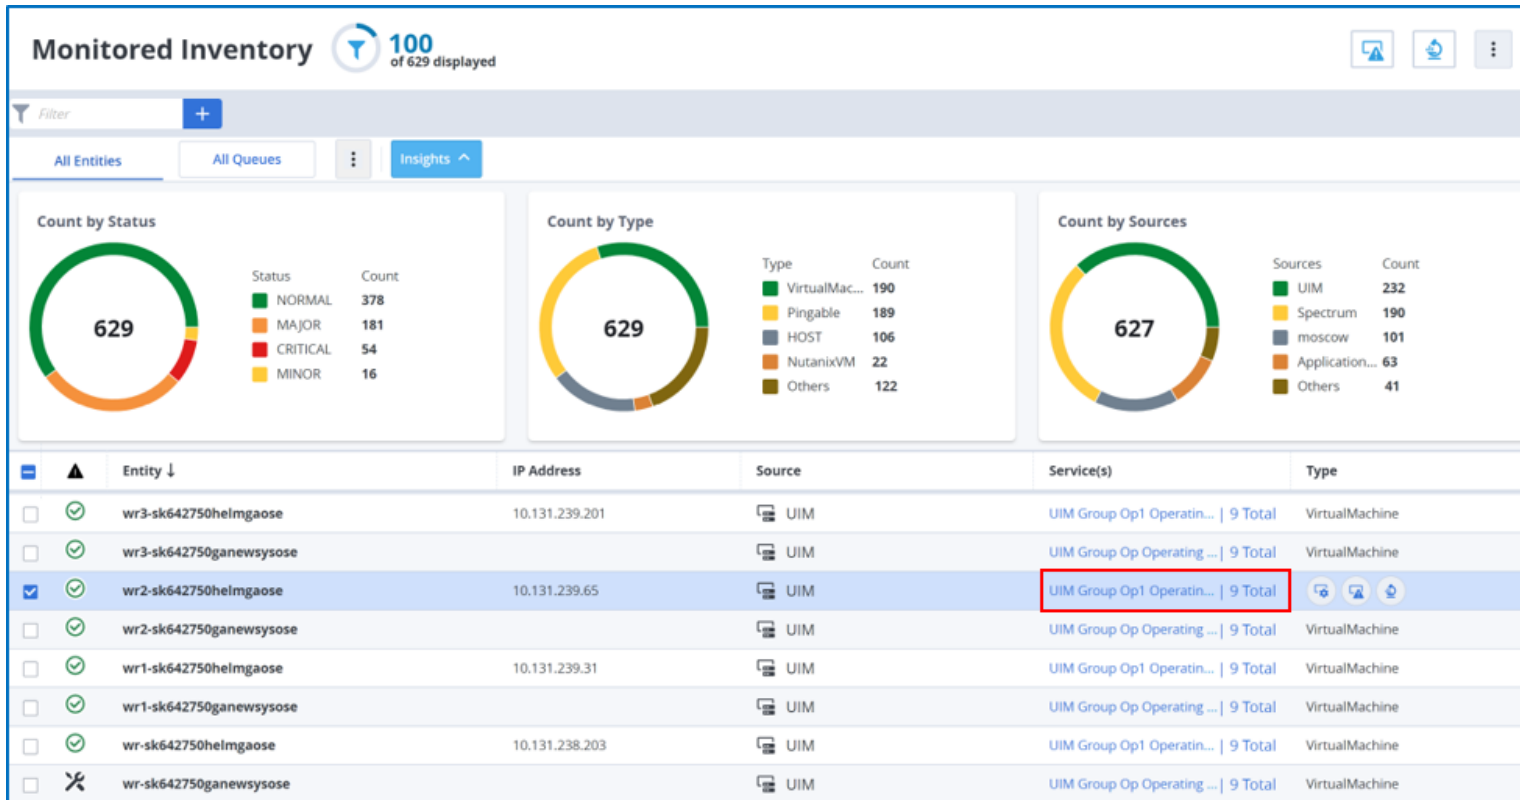 Monitored Inventory
100
of 629 displayed
Filter
+
All Entities
All Queues
Insights
Count by Status
629
Status Count
NORMAL 378
MAJOR 181
CRITICAL 54
MINOR 16
Count by Type
629
Type Count
VirtualMac... 190
Pingable 189
HOST 106
NutanixVM 22
Others 122
Count by Sources
627
Sources Count
UIM 232
Spectrum 190
moscow 101
Application... 63
Others 41
Entity ↓ IP Address Source Service(s) Type
wr3-sk642750helmgaose 10.131.239.201 UIM UIM Group Op1 Operatin... | 9 Total VirtualMachine
wr3-sk642750ganewsysose UIM UIM Group Op Operating ...| 9 Total VirtualMachine
wr2-sk642750helmgaose 10.131.239.65 UIM UIM Group Op1 Operatin... | 9 Total
wr2-sk642750ganewsysose UIM UIM Group Op Operating ...| 9 Total VirtualMachine
wr1-sk642750helmgaose 10.131.239.31 UIM UIM Group Op1 Operatin... | 9 Total VirtualMachine
wr1-sk642750ganewsysose UIM UIM Group Op Operating ...| 9 Total VirtualMachine
wr-sk642750helmgaose 10.131.238.203 UIM UIM Group Op1 Operatin... | 9 Total VirtualMachine
wr-sk642750ganewsysose UIM UIM Group Op Operating ...| 9 Total VirtualMachine